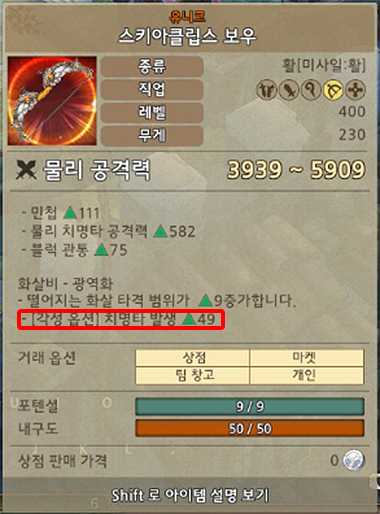 유니크
스키아클립스 보우
종류 활[미사일:활]
직업
레벨 400
무게 230
물리 공격력 3939 ~ 5909
- 민첩 ▲111
- 물리 치명타 공격력 ▲582
- 블럭 관통 ▲75
화살비 - 광역화
- 떨어지는 화살 타격 범위가 ▲9증가합니다.
- [각성 옵션] 치명타 발생 ▲49
거래 옵션 상점 마켓
팀 창고 개인
포텐셜 9 / 9
내구도 50 / 50
상점 판매 가격 0
Shift 로 아이템 설명 보기